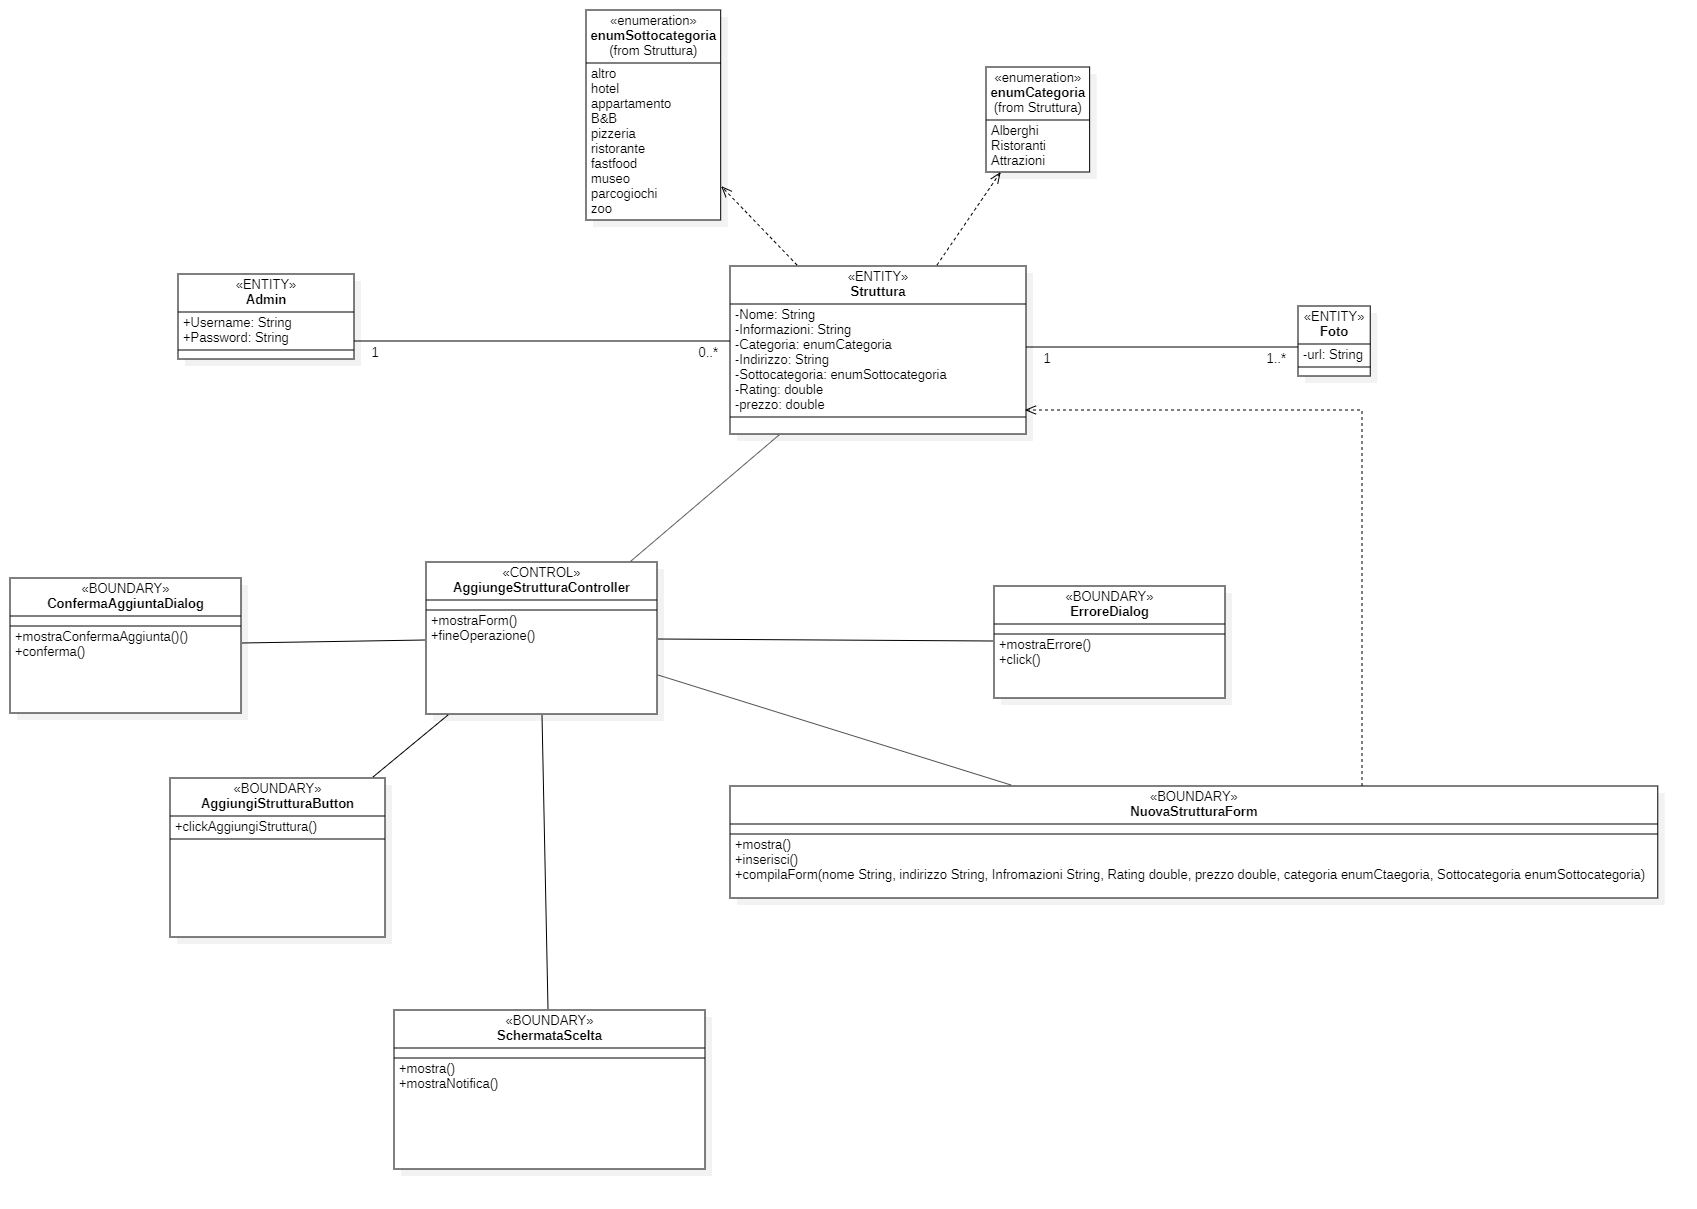 «enumeration»
enumSottocategoria
(from Struttura)
altro
hotel
appartamento
B&B
pizzeria
ristorante
fastfood
museo
parcogiochi
zoo
«enumeration»
enumCategoria
(from Struttura)
Alberghi
Ristoranti
Attrazioni
«ENTITY»
Admin
+Username: String
+Password: String
1
0..*
«ENTITY»
Struttura
-Nome: String
-Informazioni: String
-Categoria: enumCategoria
-Indirizzo: String
-Sottocategoria: enumSottocategoria
-Rating: double
-prezzo: double
1
1..*
«ENTITY»
Foto
-url: String
«BOUNDARY»
ConfermaAggiuntaDialog
+mostraConfermaAggiunta()()
+conferma()
«CONTROL»
AggiungeStrutturaController
+mostraForm()
+fineOperazione()
«BOUNDARY»
ErroreDialog
+mostraErrore()
+click()
«BOUNDARY»
AggiungiStrutturaButton
+clickAggiungiStruttura()
«BOUNDARY»
NuovaStrutturaForm
+mostra()
+inserisci()
+compilaForm(nome String, indirizzo String, Infromazioni String, Rating double, prezzo double, categoria enumCtaegoria, Sottocategoria enumSottocategoria)
«BOUNDARY»
SchermataScelta
+mostra()
+mostraNotifica()